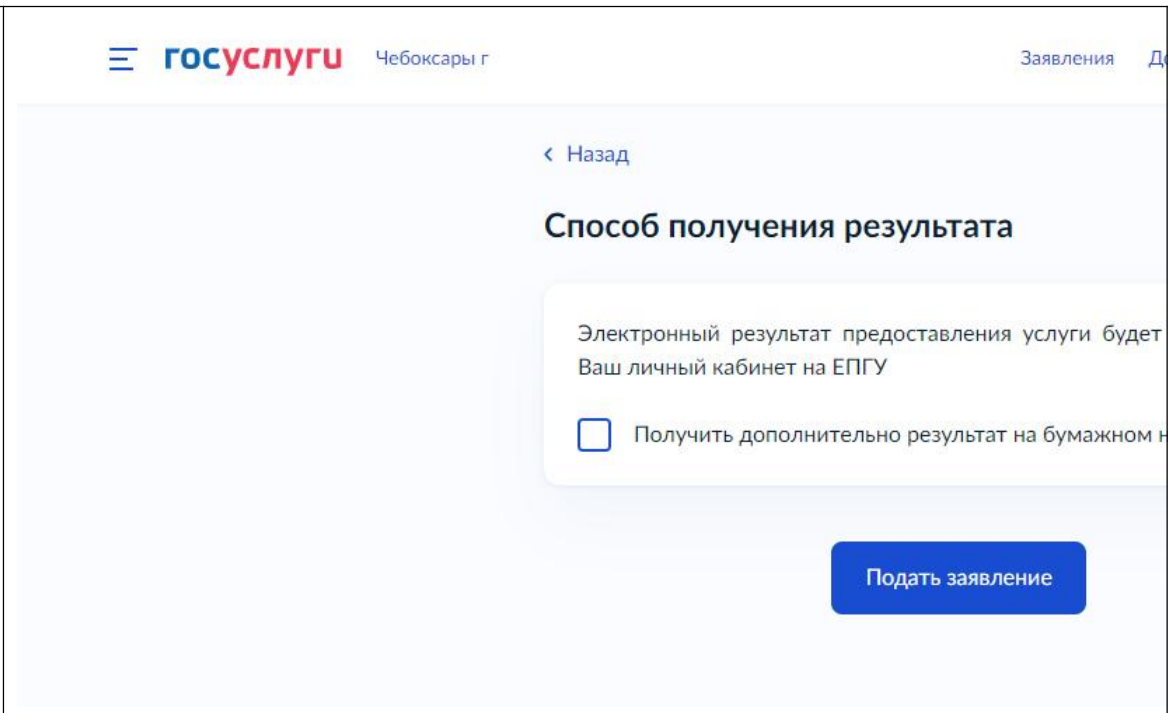 госуслуги Чебоксары г Заявления
Назад
Способ получения результата
Электронный результат предоставления услуги будет
Ваш личный кабинет на ЕПГУ
Получить дополнительно результат на бумажном
Подать заявление